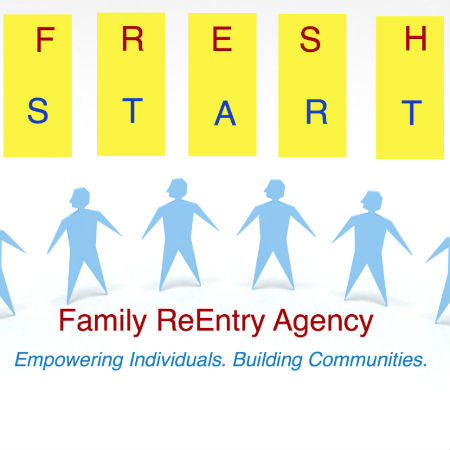 F R E S H
S T A R T
Family ReEntry Agency
Empowering Individuals. Building Communities.